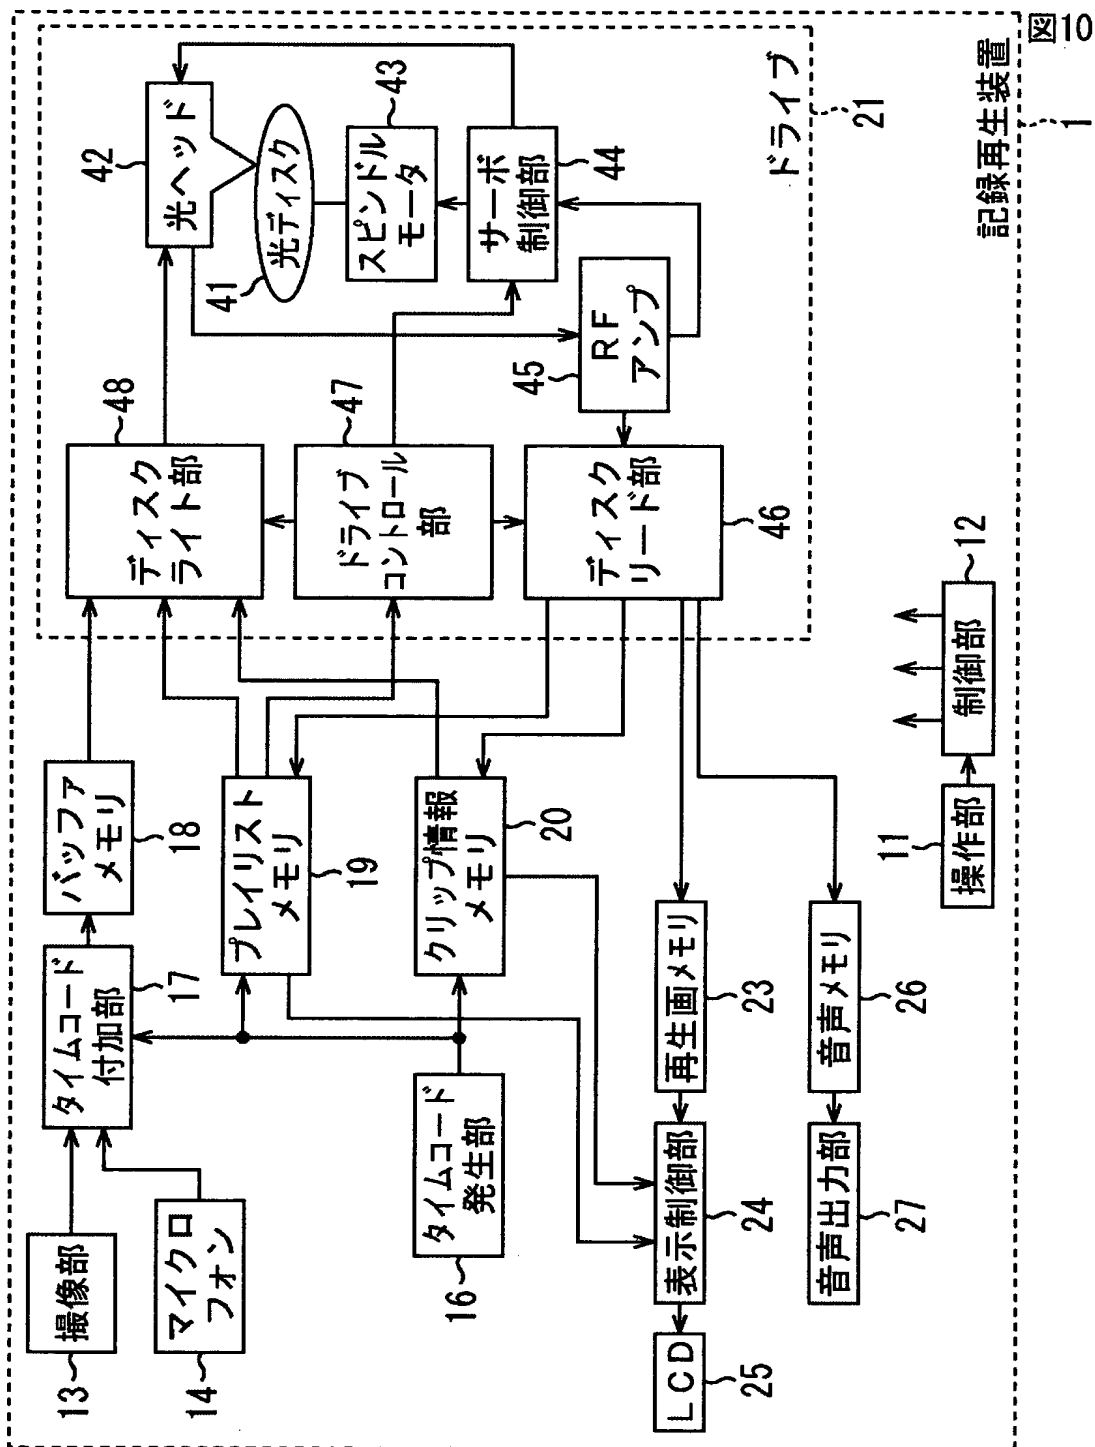 図10
記録再生装置
1
ドライブ
21
42
光ヘッド
41
光ディスク
43
スピンドル
モータ
サーボ
制御部
44
45
RF
アンプ
48
ディスク
ライト部
47
ドライブ
コントロール
部
ディスク
リード部
46
バッファ
メモリ
18
プレイリスト
メモリ
19
クリップ情報
メモリ
20
タイムコード
付加部
17
タイムコード
発生部
16
撮像部
13
マイクロ
フォン
14
再生画メモリ
23
表示制御部
24
LCD
25
音声メモリ
26
音声出力部
27
11
操作部
12
制御部